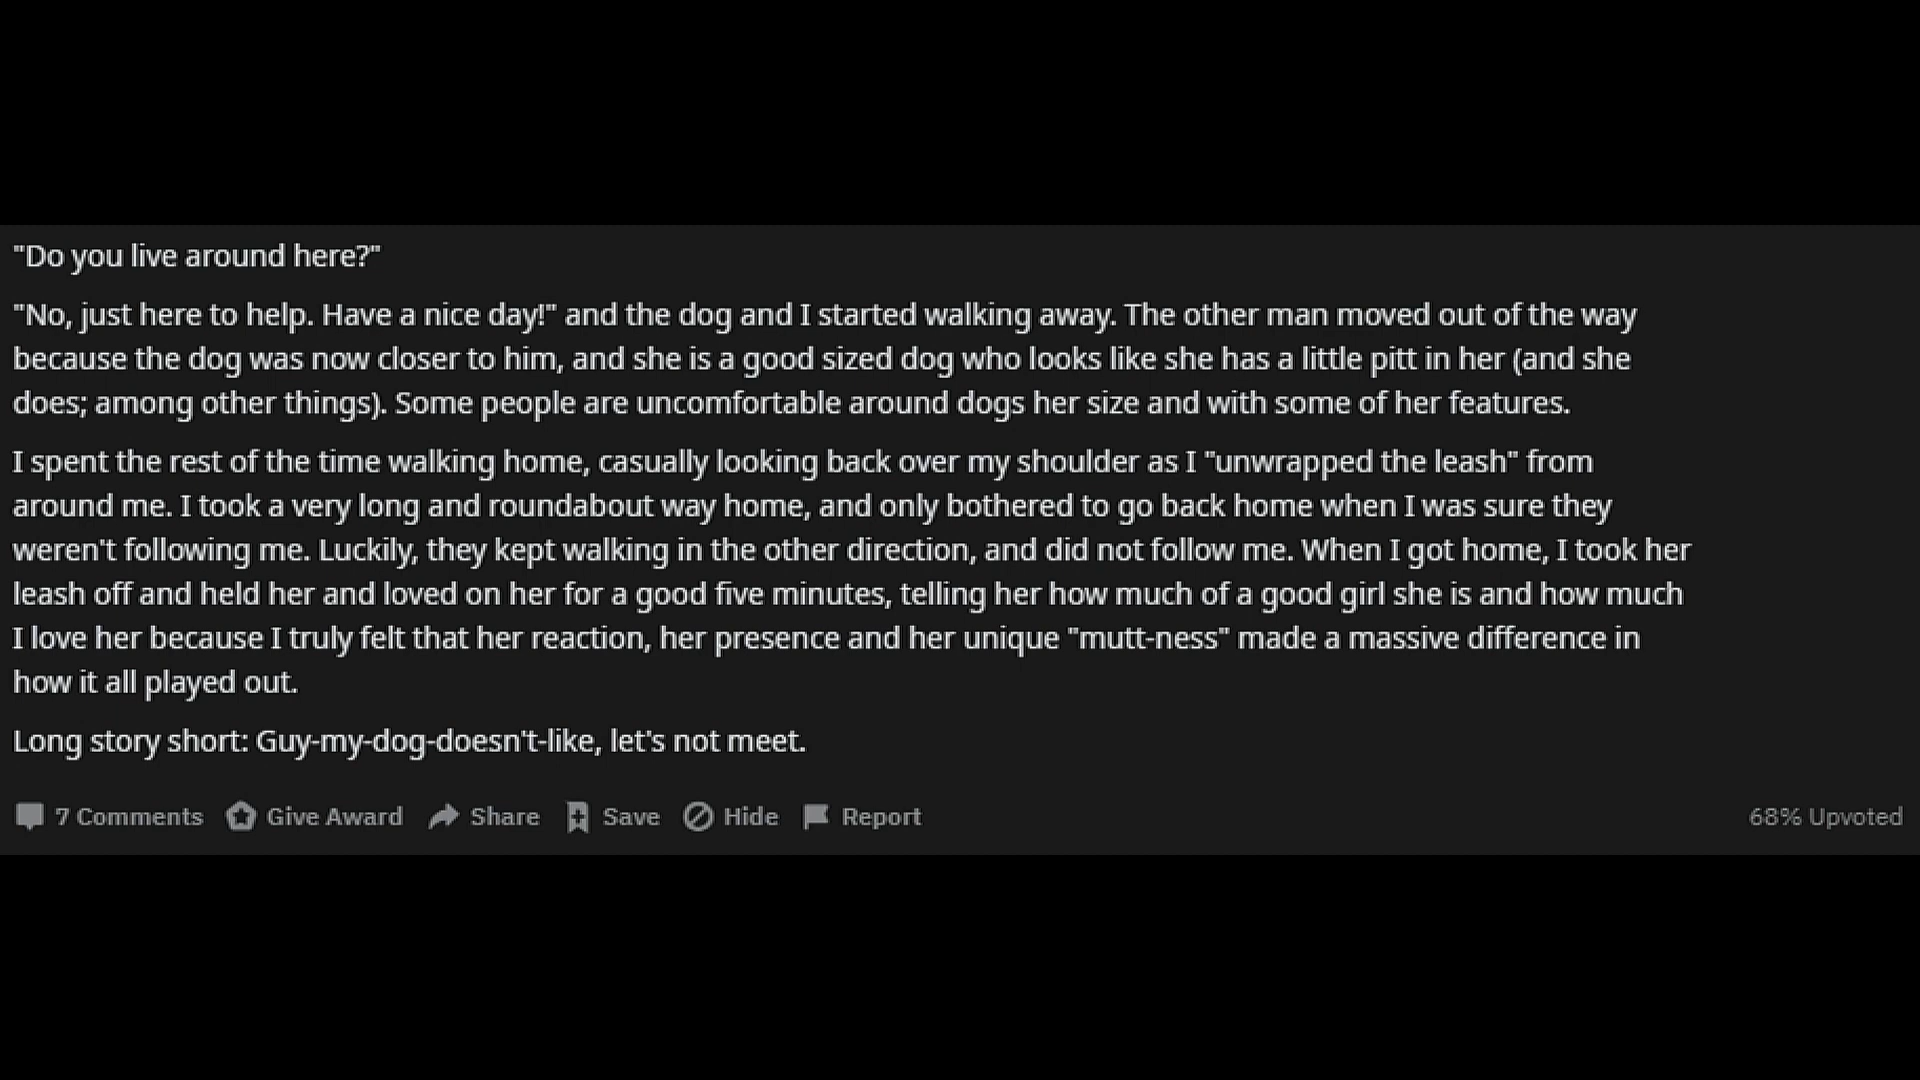 "Do you live around here?"
"No, just here to help. Have a nice day!" and the dog and I started walking away. The other man moved out of the way
because the dog was now closer to him, and she is a good sized dog who looks like she has a little pitt in her (and she
does; among other things). Some people are uncomfortable around dogs her size and with some of her features.
I spent the rest of the time walking home, casually looking back over my shoulder as I "unwrapped the leash" from
around me. I took a very long and roundabout way home, and only bothered to go back home when I was sure they
weren't following me. Luckily, they kept walking in the other direction, and did not follow me. When I got home, I took her
leash off and held her and loved on her for a good five minutes, telling her how much of a good girl she is and how much
I love her because I truly felt that her reaction, her presence and her unique "mutt-ness" made a massive difference in
how it all played out.
Long story short: Guy-my-dog-doesn't-like, let's not meet.
7 Comments Give Award Share Save Hide Report 68% Upvoted